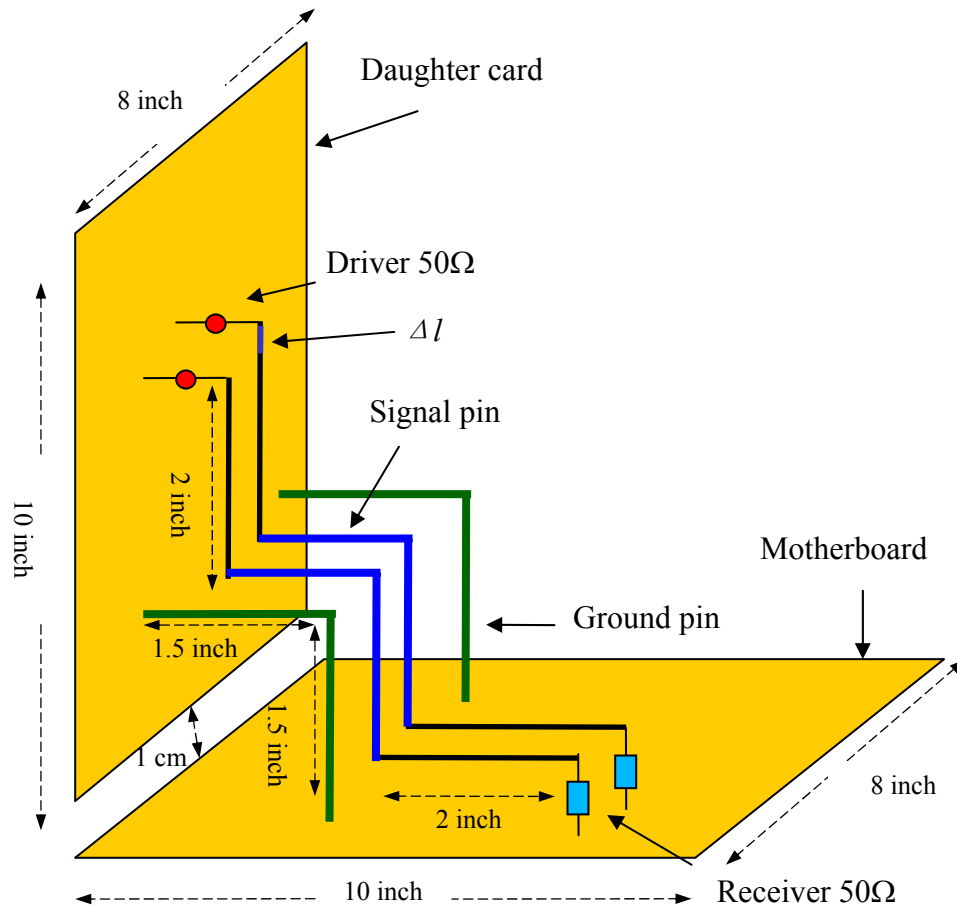 Daughter card
8 inch
Driver 50Ω
Δl
Signal pin
2 inch
10 inch
Motherboard
Ground pin
1.5 inch
1.5 inch
1 cm
8 inch
2 inch
10 inch
Receiver 50Ω